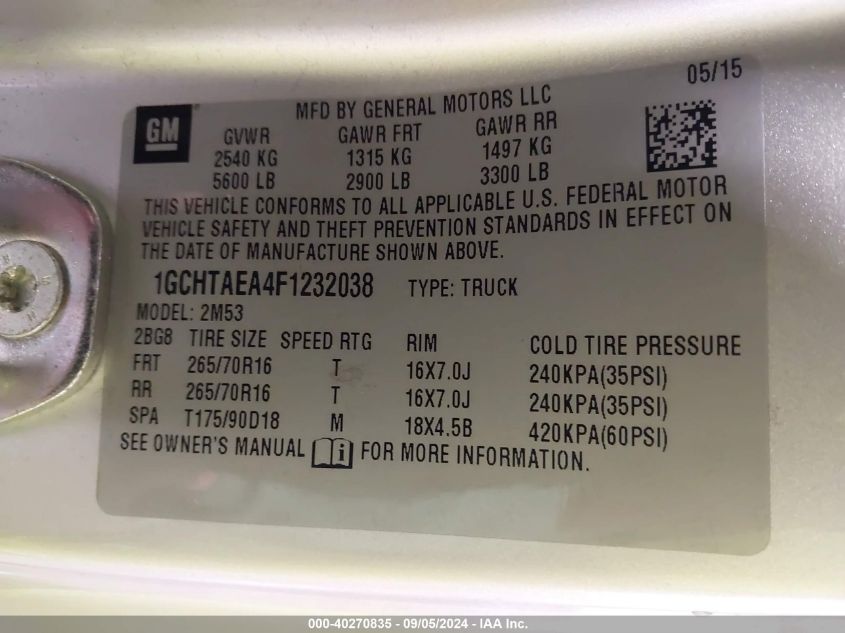 05/15
MFD BY GENERAL MOTORS LLC
GM
GVWR GAWR FRT GAWR RR
2540 KG 1315 KG 1497 KG
5600 LB 2900 LB 3300 LB
THIS VEHICLE CONFORMS TO ALL APPLICABLE U.S. FEDERAL MOTOR
VEHICLE SAFETY AND THEFT PREVENTION STANDARDS IN EFFECT ON
THE DATE OF MANUFACTURE SHOWN ABOVE.
1GCHTAEA4F1232038 TYPE: TRUCK
MODEL: 2M53
2BG8 TIRE SIZE SPEED RTG RIM COLD TIRE PRESSURE
FRT 265/70R16 T 16X7.0J 240KPA(35PSI)
RR 265/70R16 T 16X7.0J 240KPA(35PSI)
SPA T175/90D18 M 18X4.5B 420KPA(60PSI)
SEE OWNER'S MANUAL i FOR MORE INFORMATION.
000-40270835 - 09/05/2024 - IAA Inc.